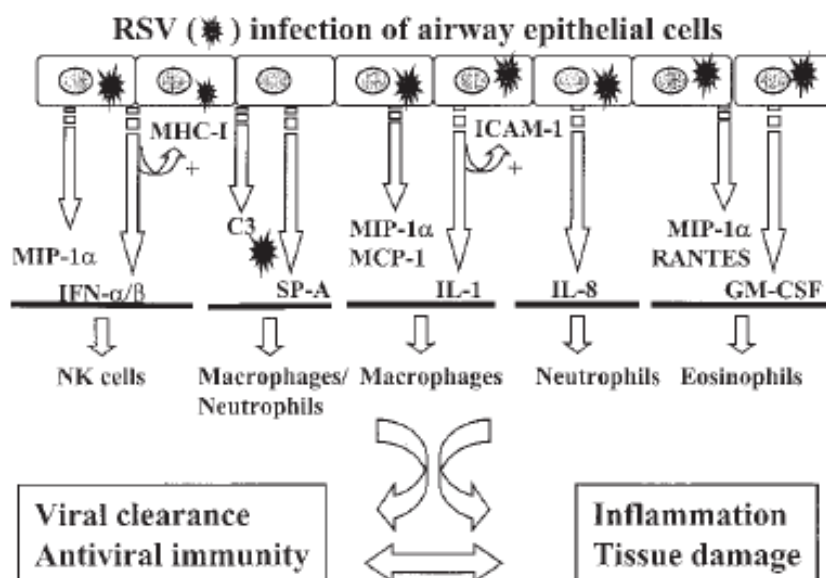 RSV ( ) infection of airway epithelial cells
MHC-I
+
ICAM-1
+
C3
MIP-1α
MIP-1α
MCP-1
MIP-1α
RANTES
IFN-α/β
SP-A
IL-1
IL-8
GM-CSF
NK cells
Macrophages/
Neutrophils
Macrophages
Neutrophils
Eosinophils
Viral clearance
Antiviral immunity
Inflammation
Tissue damage